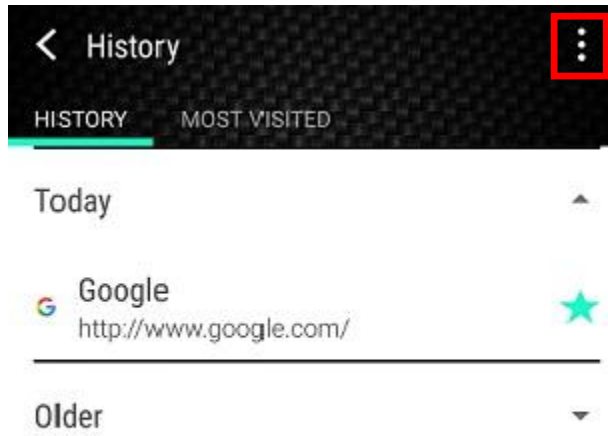 History
HISTORY MOST VISITED
Today
Google
http://www.google.com/
Older